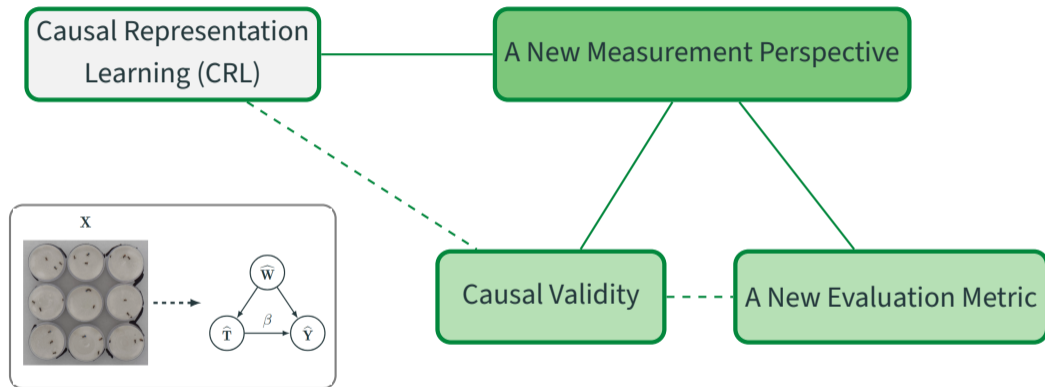 Causal Representation
Learning (CRL)
A New Measurement Perspective
Causal Validity
A New Evaluation Metric
X
Ŵ
T̂
β
Ŷ